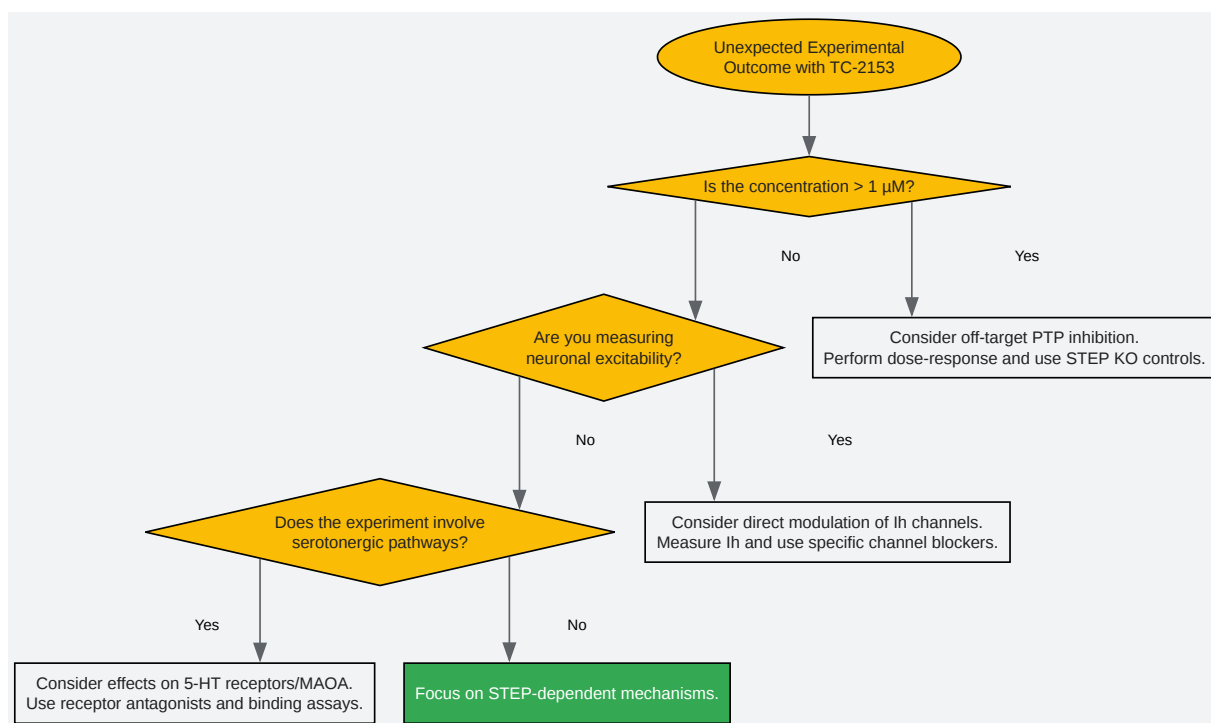 Unexpected Experimental
Outcome with TC-2153
Is the concentration > 1 µM?
No
Yes
Are you measuring
neuronal excitability?
Consider off-target PTP inhibition.
Perform dose-response and use STEP KO controls.
No
Yes
Does the experiment involve
serotonergic pathways?
Consider direct modulation of Ih channels.
Measure Ih and use specific channel blockers.
Yes
No
Consider effects on 5-HT receptors/MAOA.
Use receptor antagonists and binding assays.
Focus on STEP-dependent mechanisms.